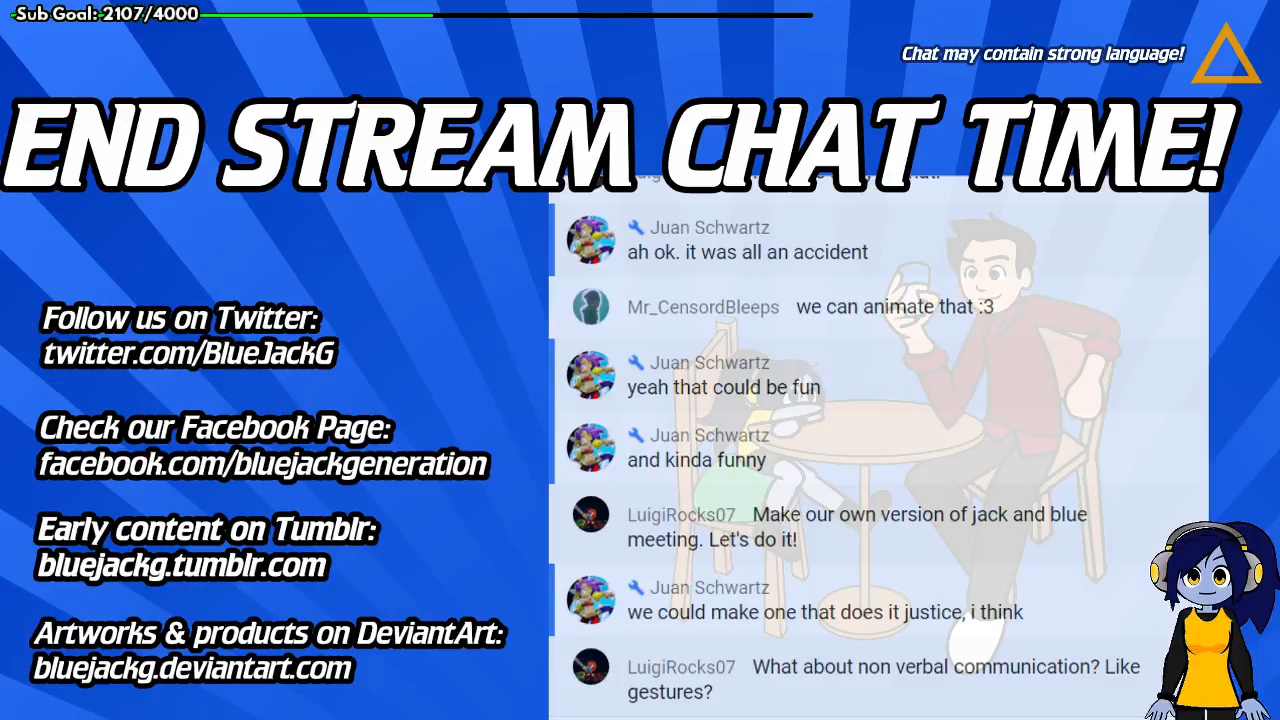 Sub Goal: 2107/4000
Chat may contain strong language!
END STREAM CHAT TIME!
Follow us on Twitter:
twitter.com/BlueJackG
Check our Facebook Page:
facebook.com/bluejackgeneration
Early content on Tumblr:
bluejackg.tumblr.com
Artworks & products on DeviantArt:
bluejackg.deviantart.com
Juan Schwartz
ah ok. it was all an accident
Mr_CensordBleeps we can animate that :3
Juan Schwartz
yeah that could be fun
Juan Schwartz
and kinda funny
LuigiRocks07 Make our own version of jack and blue
meeting. Let's do it!
Juan Schwartz
we could make one that does it justice, i think
LuigiRocks07 What about non verbal communication? Like
gestures?